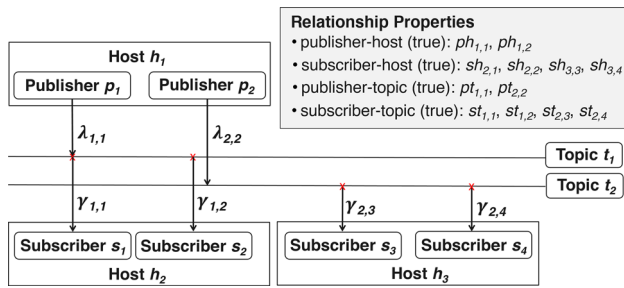 Relationship Properties
• publisher-host (true): ph1,1, ph1,2
• subscriber-host (true): sh2,1, sh2,2, sh3,3, sh3,4
• publisher-topic (true): pt1,1, pt2,2
• subscriber-topic (true): st1,1, st1,2, st2,3, st2,4
Host h1
Publisher p1
Publisher p2
λ1,1
λ2,2
Topic t1
Topic t2
γ1,1
γ1,2
γ2,3
γ2,4
Subscriber s1
Subscriber s2
Subscriber s3
Subscriber s4
Host h2
Host h3